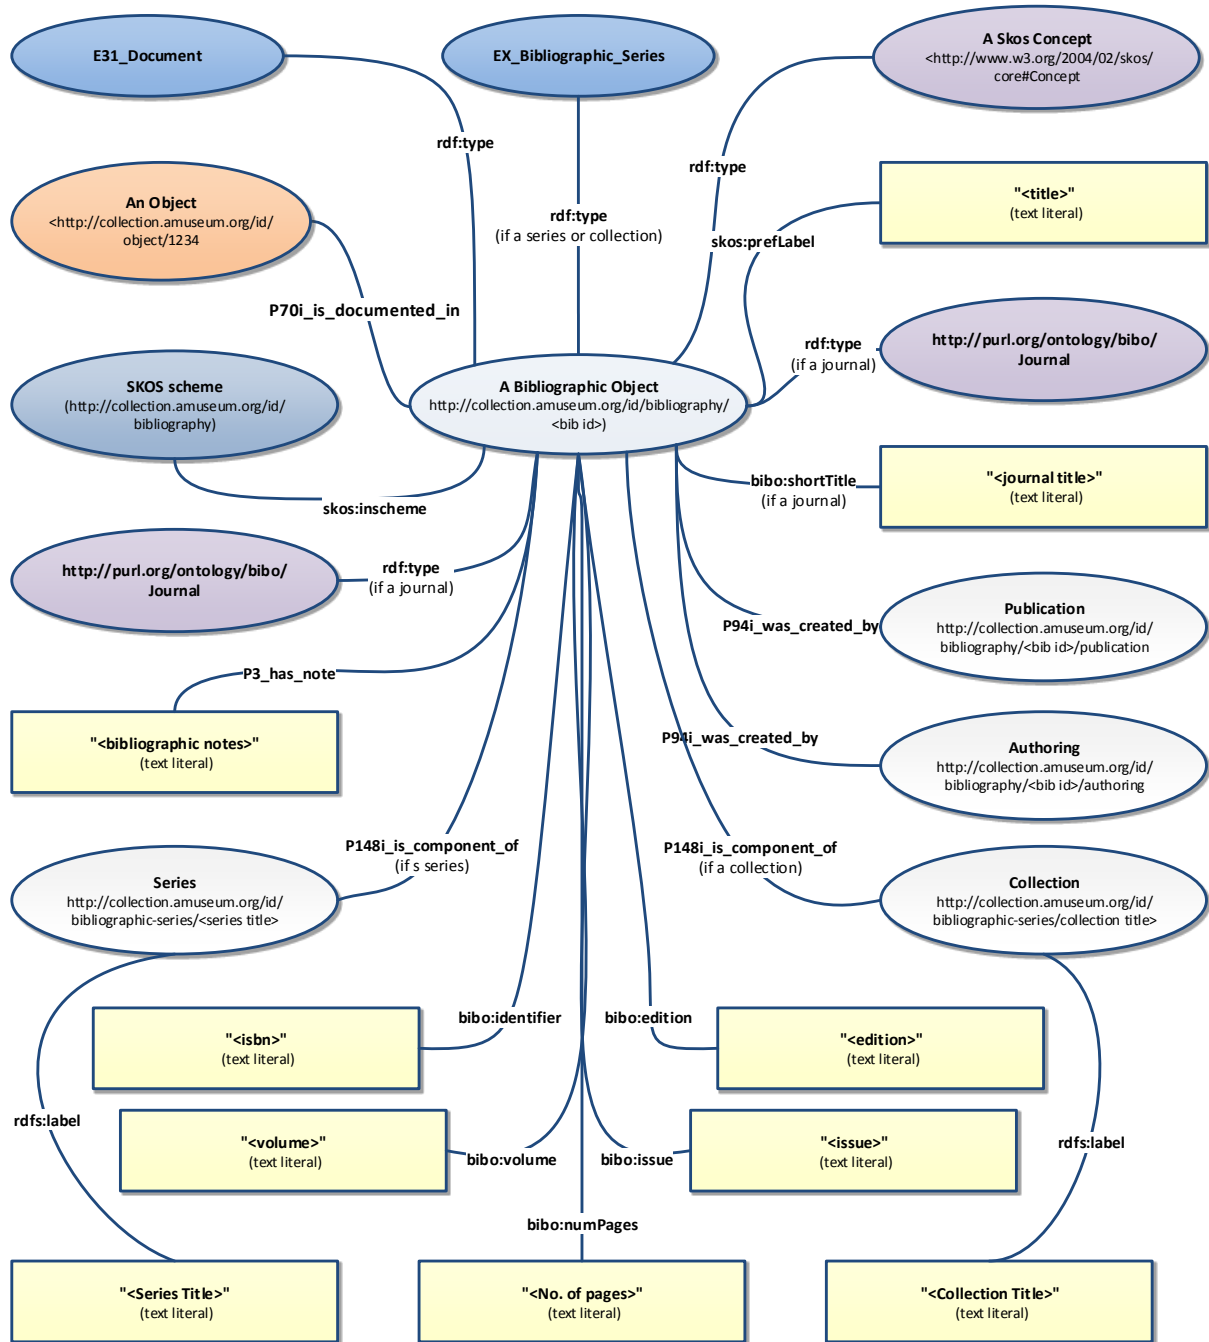 E31_Document
EX_Bibliographic_Series
A Skos Concept
<http://www.w3.org/2004/02/skos/
core#Concept
rdf:type
rdf:type
An Object
<http://collection.amuseum.org/id/
object/1234
"<title>"
(text literal)
rdf:type
(if a series or collection)
skos:prefLabel
P70i_is_documented_in
rdf:type
(if a journal)
http://purl.org/ontology/bibo/
Journal
SKOS scheme
(http://collection.amuseum.org/id/
bibliography)
A Bibliographic Object
http://collection.amuseum.org/id/bibliography/
<bib id>)
skos:inscheme
bibo:shortTitle
(if a journal)
"<journal title>"
(text literal)
http://purl.org/ontology/bibo/
Journal
rdf:type
(if a journal)
P94i_was_created_by
Publication
http://collection.amuseum.org/id/
bibliography/<bib id>/publication
P3_has_note
"<bibliographic notes>"
(text literal)
P94i_was_created_by
Authoring
http://collection.amuseum.org/id/
bibliography/<bib id>/authoring
P148i_is_component_of
(if s series)
P148i_is_component_of
(if a collection)
Series
http://collection.amuseum.org/id/
bibliographic-series/<series title>
Collection
http://collection.amuseum.org/id/
bibliographic-series/collection title>
"<isbn>"
(text literal)
bibo:identifier
bibo:edition
"<edition>"
(text literal)
rdfs:label
"<volume>"
(text literal)
bibo:volume
bibo:issue
"<issue>"
(text literal)
rdfs:label
bibo:numPages
"<Series Title>"
(text literal)
"<No. of pages>"
(text literal)
"<Collection Title>"
(text literal)